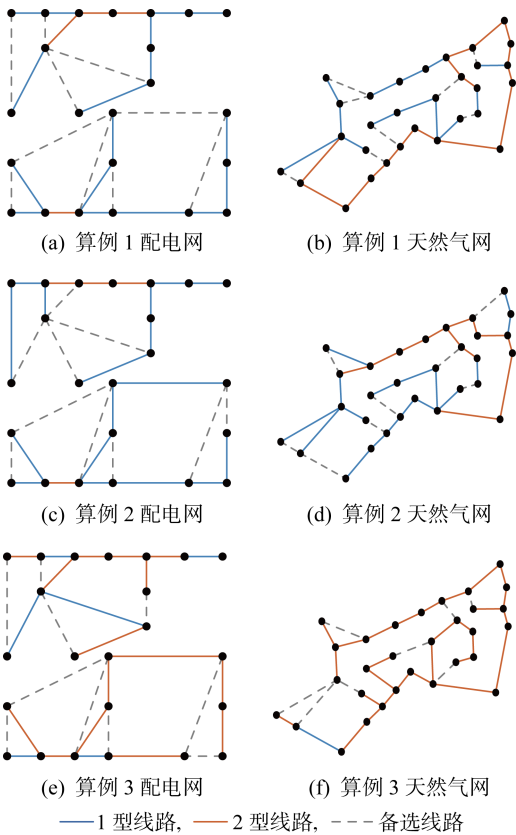 (a) 算例 1 配电网
(b) 算例 1 天然气网
(c) 算例 2 配电网
(d) 算例 2 天然气网
(e) 算例 3 配电网
(f) 算例 3 天然气网
1 型线路, 2 型线路, 备选线路